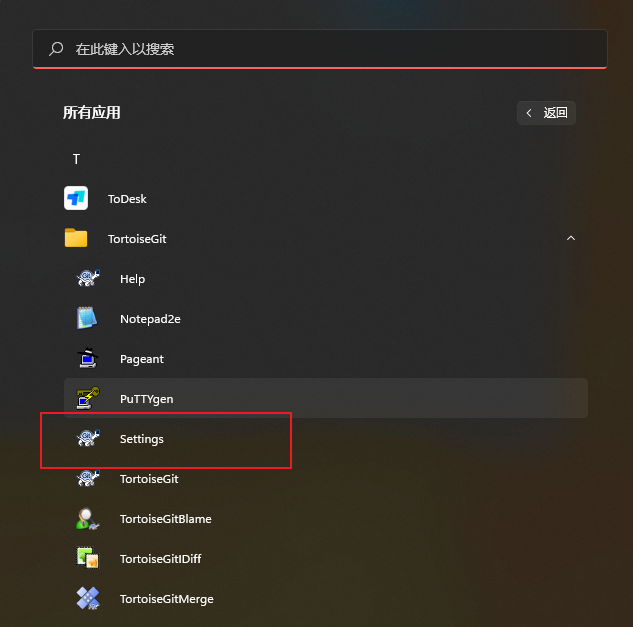 在此键入以搜索
所有应用
返回
T
ToDesk
TortoiseGit
Help
Notepad2e
Pageant
PuTTYgen
Settings
TortoiseGit
TortoiseGitBlame
TortoiseGitIDiff
TortoiseGitMerge